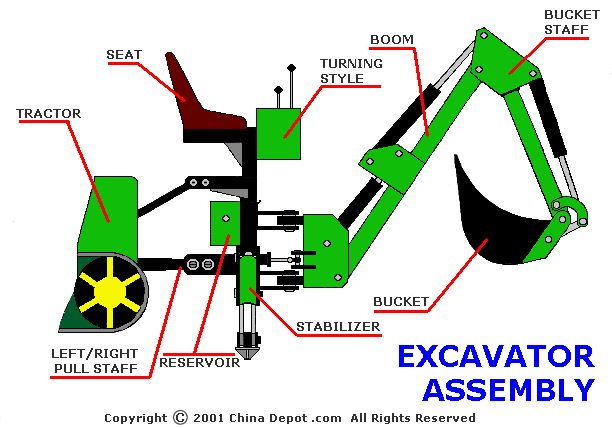 BUCKET
STAFF
BOOM
SEAT
TURNING
STYLE
TRACTOR
BUCKET
STABILIZER
LEFT/RIGHT
PULL STAFF
RESERVOIR
EXCAVATOR
ASSEMBLY
Copyright © 2001 China Depot .com All Rights Reserved